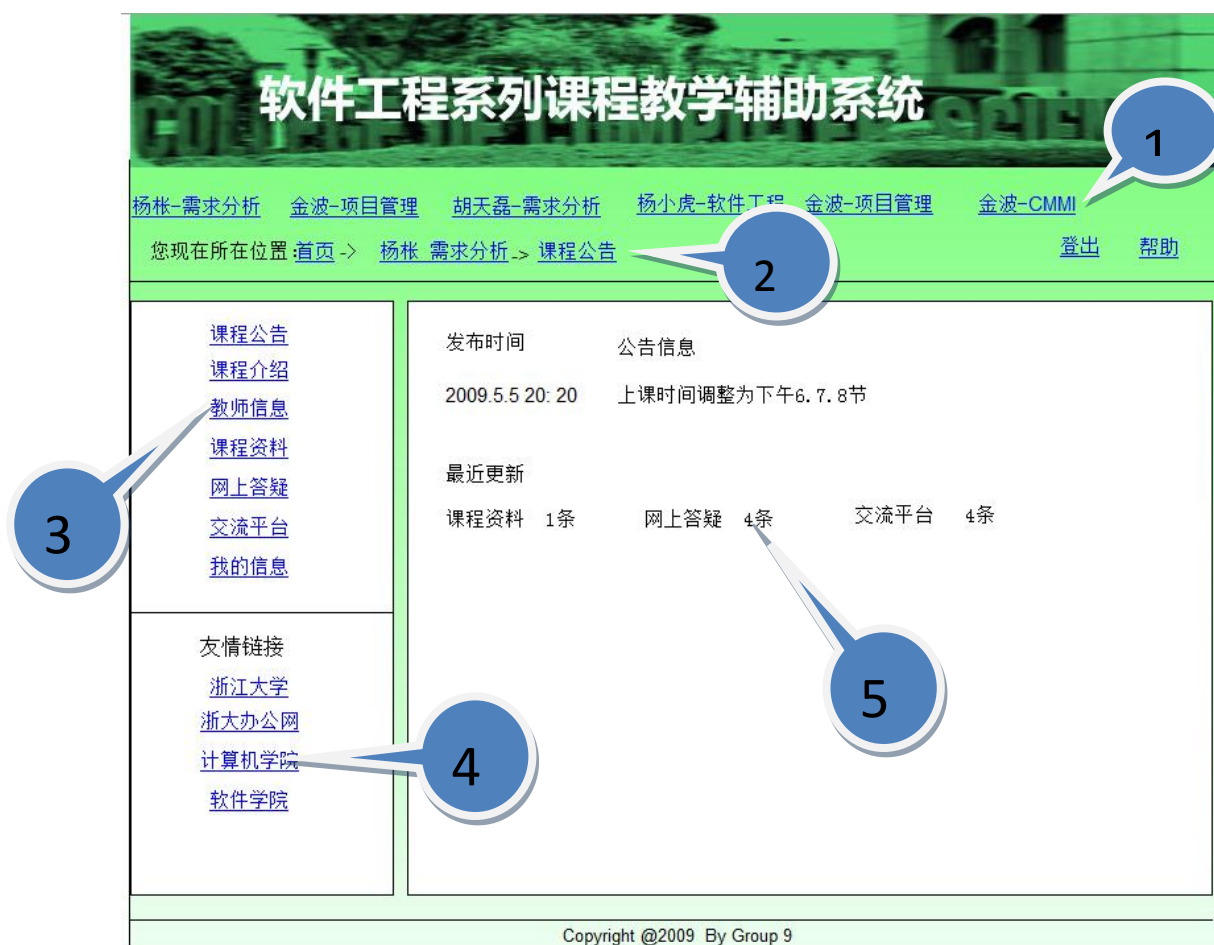 软件工程系列课程教学辅助系统
COLLEGE OF COMPUTER SCIEN
1
杨枨-需求分析 金波-项目管理 胡天磊-需求分析 杨小虎-软件工程 金波-项目管理 金波-CMMI
您现在所在位置:首页 -> 杨枨 需求分析 -> 课程公告
登出 帮助
2
课程公告
课程介绍
教师信息
课程资料
网上答疑
交流平台
我的信息
3
友情链接
浙江大学
浙大办公网
计算机学院
软件学院
4
发布时间 公告信息
2009.5.5 20: 20 上课时间调整为下午6.7.8节
最近更新
课程资料 1条 网上答疑 4条 交流平台 4条
5
Copyright @2009 By Group 9